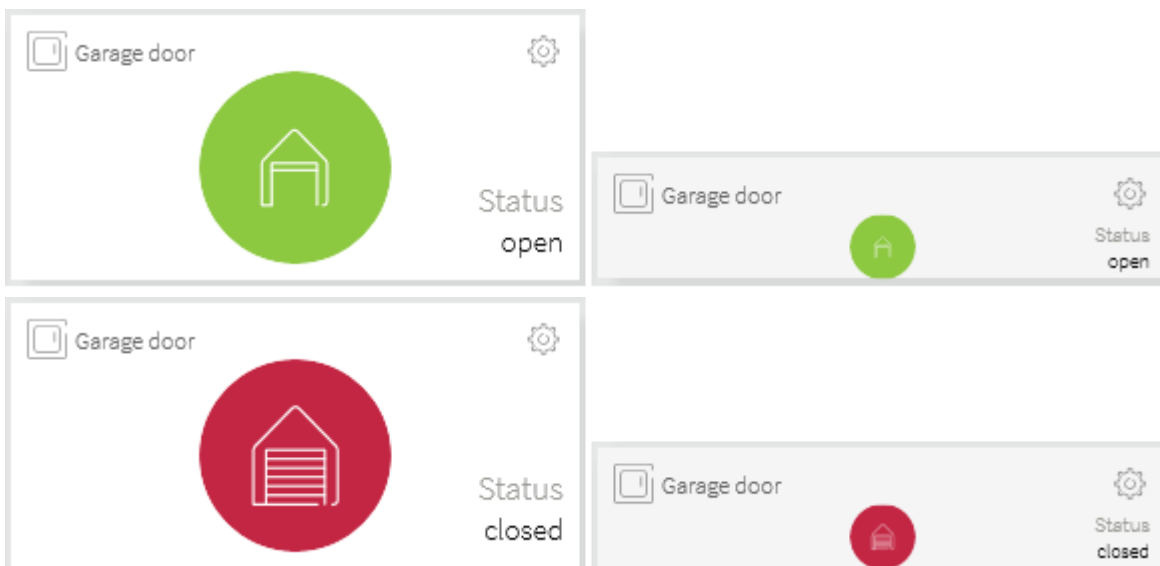 Garage door
Status
open
Garage door
Status
open
Garage door
Status
closed
Garage door
Status
closed